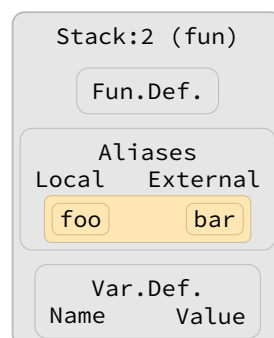 Stack:2 (fun)
Fun.Def.
Aliases
Local External
foo bar
Var.Def.
Name Value